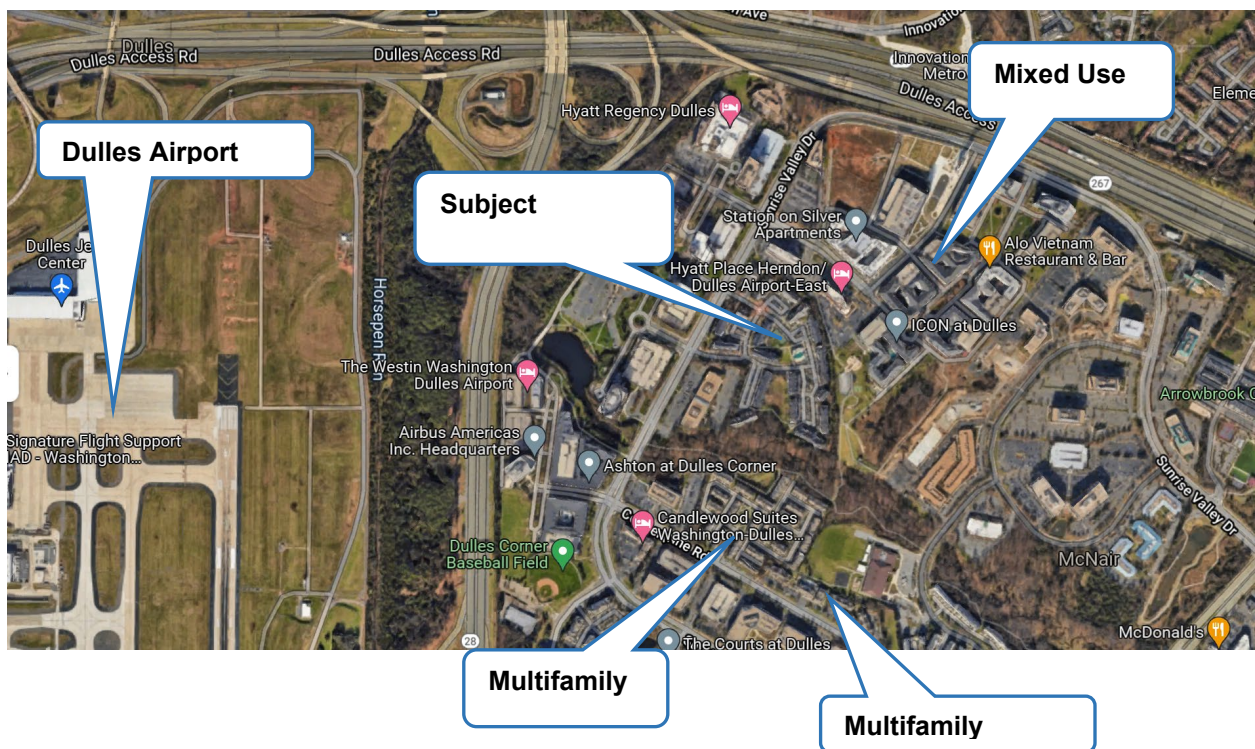 Dulles
Dulles Access Rd
Dulles Access Rd
Ave
Innovation
Innovation
Metro
Dulles Access
Eleme
Mixed Use
Hyatt Regency Dulles
Dulles Airport
Subject
Sunrise Valley Dr
267
Station on Silver
Apartments
Alo Vietnam
Restaurant & Bar
Dulles Je
Center
Hyatt Place Herndon/
Dulles Airport-East
Horsepen Run
ICON at Dulles
The Westin Washington
Dulles Airport
Arrowbrook C
Signature Flight Support
IAD - Washington...
Airbus Americas
Inc. Headquarters
Ashton at Dulles Corner
Sunrise Valley Dr
Candlewood Suites
Washington-Dulles...
Dulles Corner
Baseball Field
McNair
28
The Courts at Dulles
McDonald's
Multifamily
Multifamily